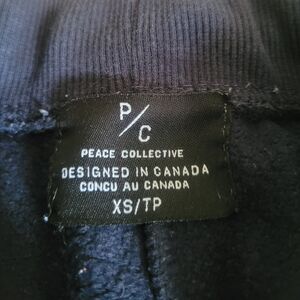 P/C
PEACE COLLECTIVE
DESIGNED IN CANADA
CONCU AU CANADA
XS/TP